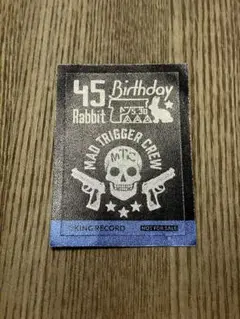 45 Birthday
Rabbit
MAD TRIGGER CREW
MTC
KING RECORD
NOT FOR SALE